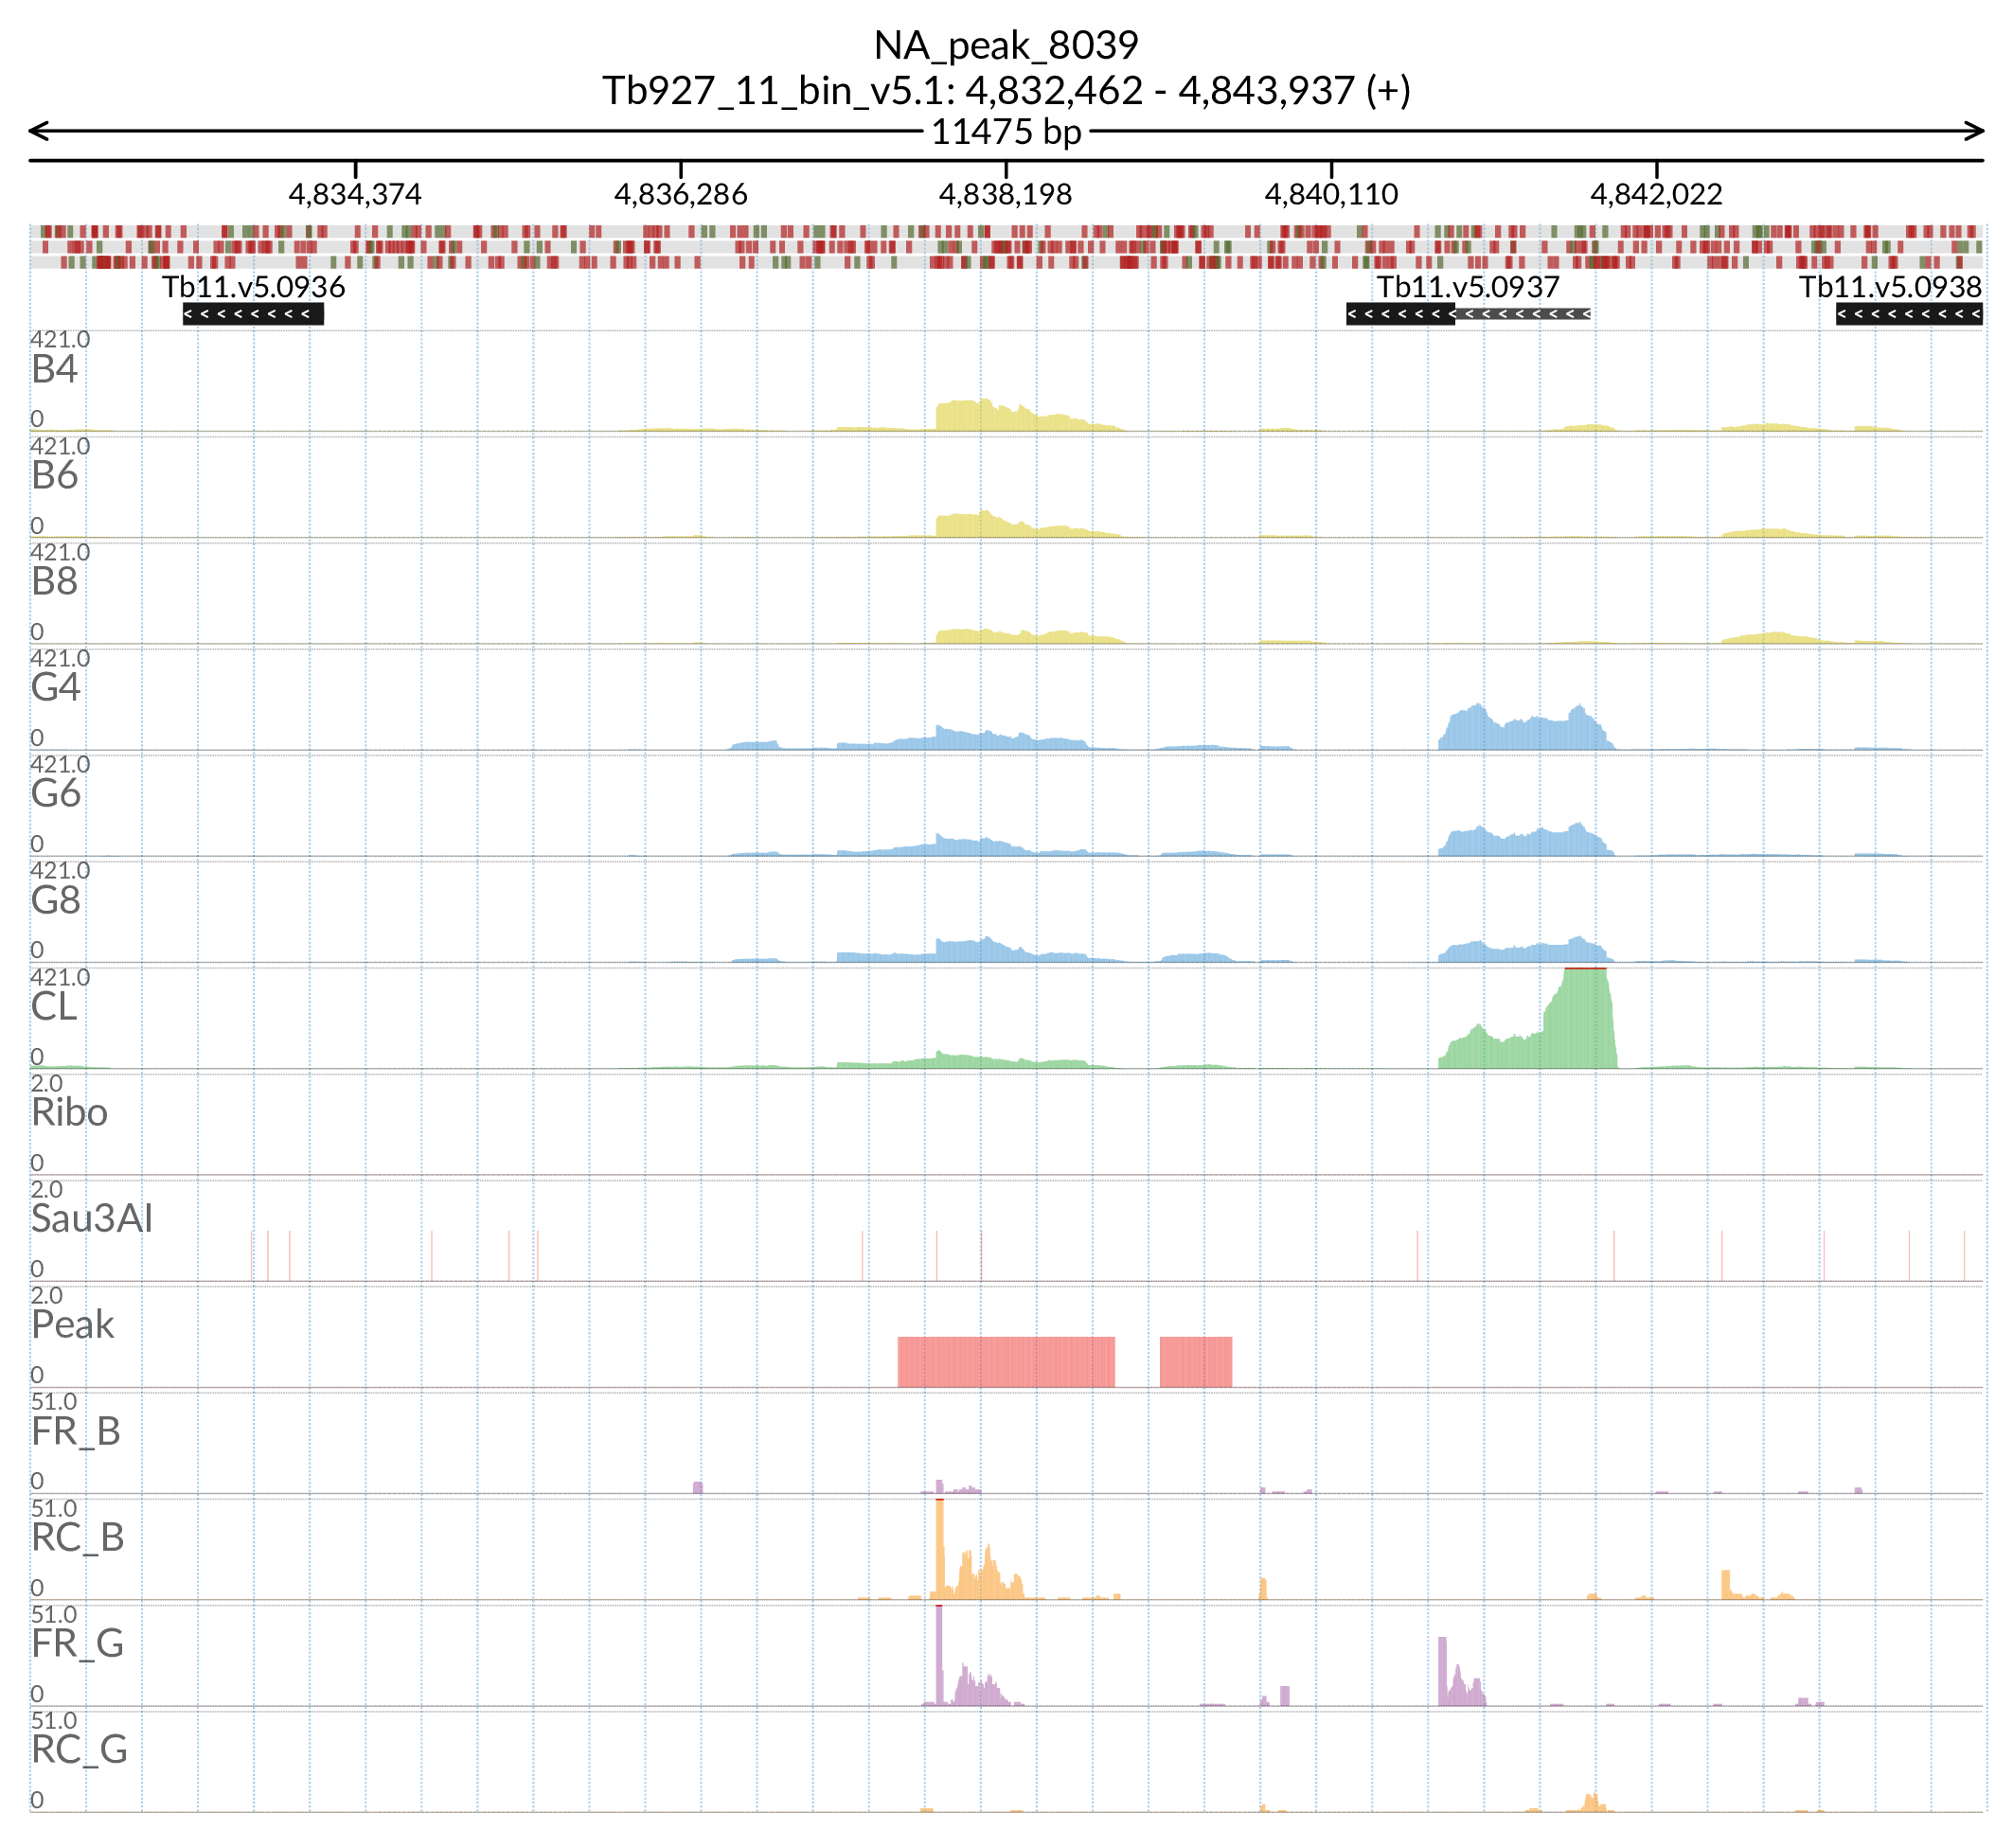 NA_peak_8039
Tb927_11_bin_v5.1: 4,832,462 - 4,843,937 (+)
11475 bp
4,834,374 4,836,286 4,838,198 4,840,110 4,842,022
Tb11.v5.0936 Tb11.v5.0937 Tb11.v5.0938
421.0
B4
0
421.0
B6
0
421.0
B8
0
421.0
G4
0
421.0
G6
0
421.0
G8
0
421.0
CL
0
2.0
Ribo
0
2.0
Sau3AI
0
2.0
Peak
0
51.0
FR_B
0
51.0
RC_B
0
51.0
FR_G
0
51.0
RC_G
0